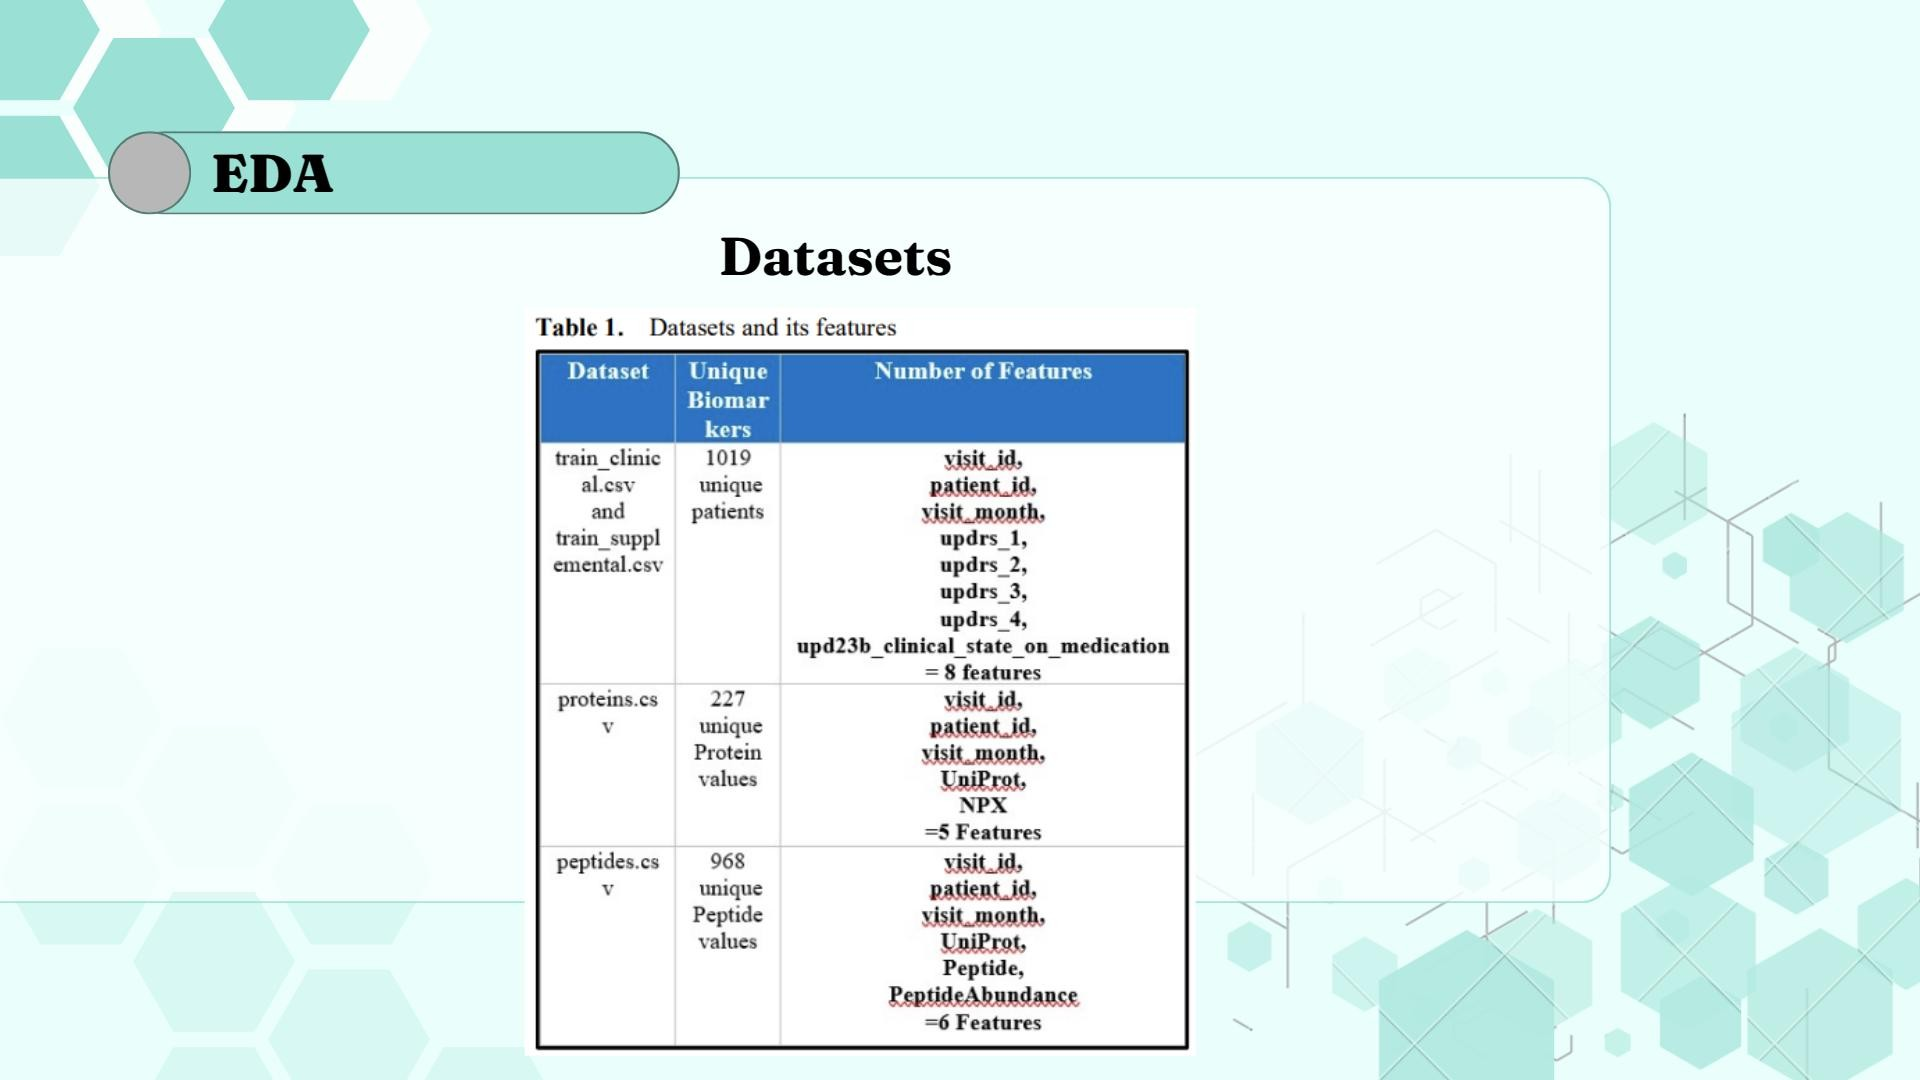 EDA
Datasets
Table 1. Datasets and its features
Dataset
Unique
Biomar
kers
Number of Features
train_clinic
al.csv
and
train_suppl
emental.csv
1019
unique
patients
visit_id,
patient_id,
visit_month,
updrs_1,
updrs_2,
updrs_3,
updrs_4,
upd23b_clinical_state_on_medication
= 8 features
proteins.cs
v
227
unique
Protein
values
visit_id,
patient_id,
visit_month,
UniProt,
NPX
=5 Features
peptides.cs
v
968
unique
Peptide
values
visit_id,
patient_id,
visit_month,
UniProt,
Peptide,
PeptideAbundance
=6 Features